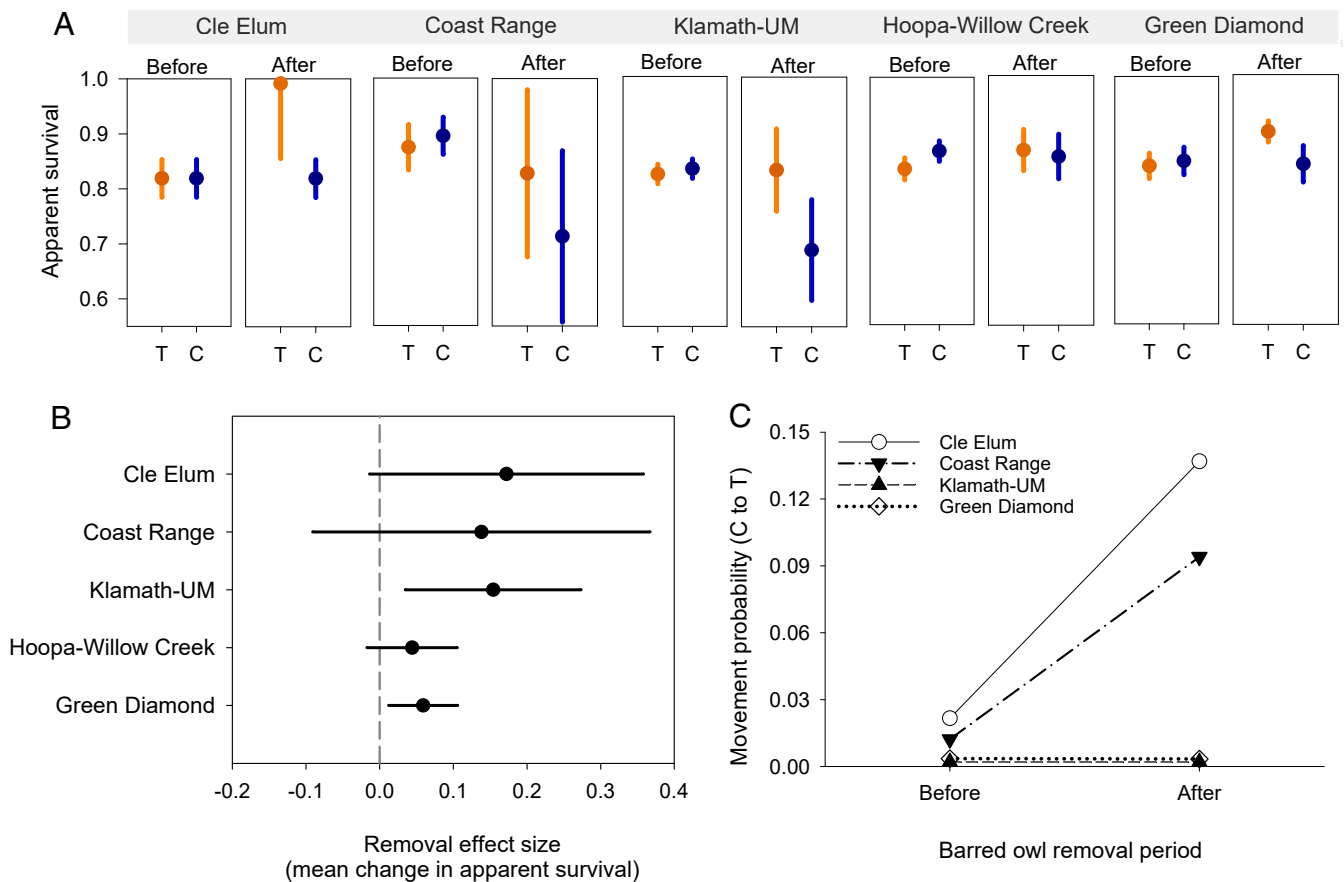 A
Cle Elum Coast Range Klamath-UM Hoopa-Willow Creek Green Diamond
Before After Before After Before After Before After Before After
Apparent survival
1.0
0.9
0.8
0.7
0.6
T C T C T C T C T C T C T C T C T C T C
B
Cle Elum
Coast Range
Klamath-UM
Hoopa-Willow Creek
Green Diamond
-0.2 -0.1 0.0 0.1 0.2 0.3 0.4
Removal effect size
(mean change in apparent survival)
C
Movement probability (C to T)
0.15
0.12
0.09
0.06
0.03
0.00
Cle Elum
Coast Range
Klamath-UM
Green Diamond
Before After
Barred owl removal period